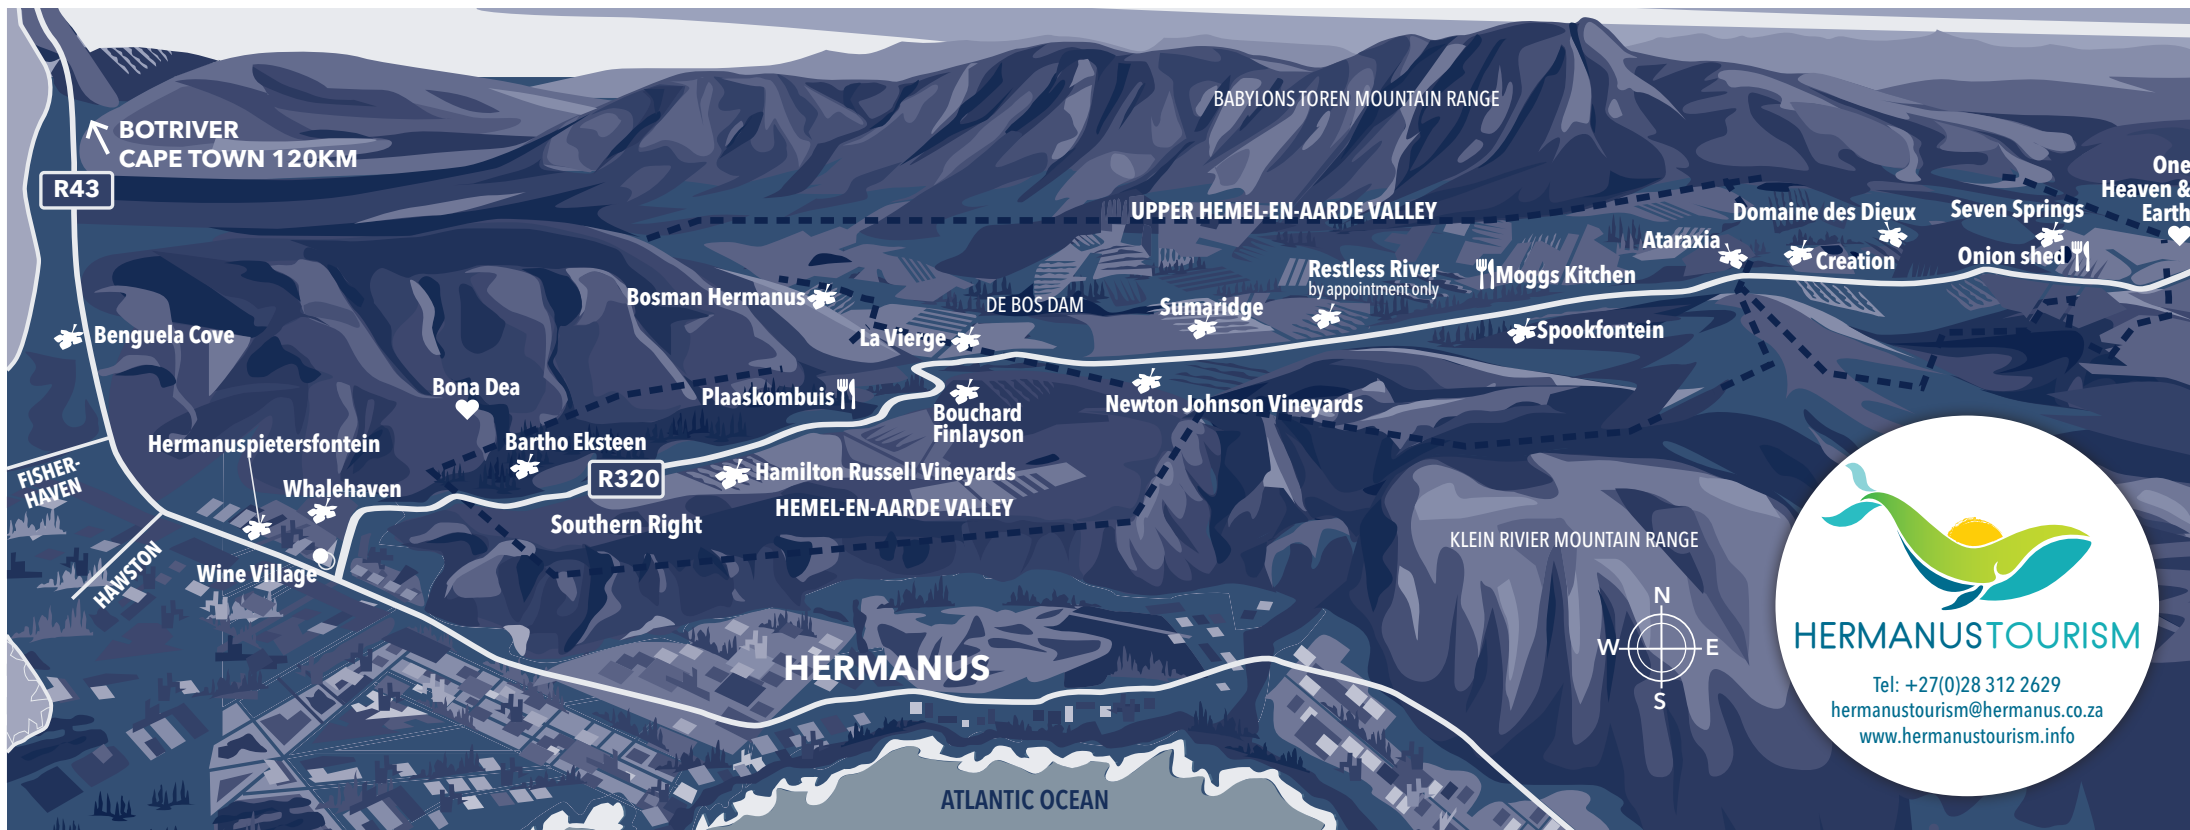 BABYLONS TOREN MOUNTAIN RANGE
BOTRIVER
CAPE TOWN 120KM
R43
One
Heaven &
Earth
UPPER HEMEL-EN-AARDE VALLEY
Domaine des Dieux
Seven Springs
Ataraxia
Creation
Onion shed
Restless River
by appointment only
Moggs Kitchen
Bosman Hermanus
DE BOS DAM
Sumaridge
Spookfontein
Benguela Cove
La Vierge
Bona Dea
Plaaskombuis
Bouchard
Finlayson
Newton Johnson Vineyards
Hermanuspietersfontein
Bartho Eksteen
R320
Hamilton Russell Vineyards
FISHER-
HAVEN
Whalehaven
HEMEL-EN-AARDE VALLEY
Southern Right
KLEIN RIVIER MOUNTAIN RANGE
HAWSTON
Wine Village
N
W
E
S
HERMANUS
ATLANTIC OCEAN
HERMANUSTOURISM
Tel: +27(0)28 312 2629
hermanustourism@hermanus.co.za
www.hermanustourism.info